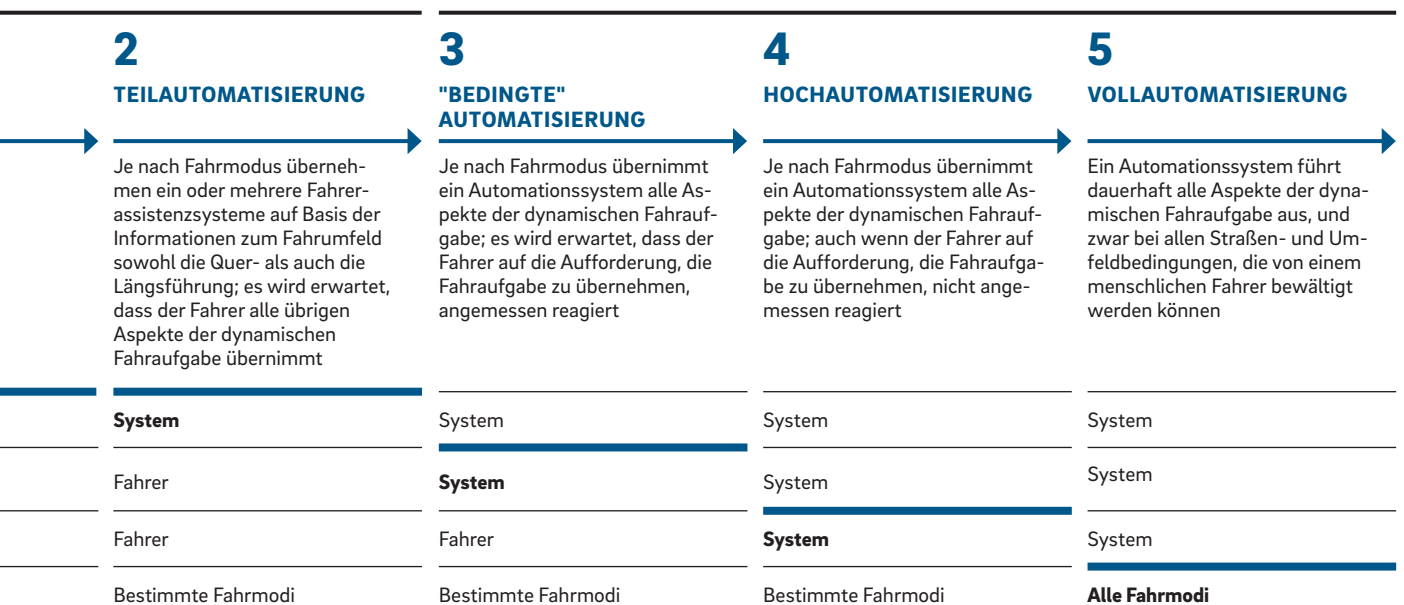 2
TEILAUTOMATISIERUNG
Je nach Fahrmodus überneh-
men ein oder mehrere Fahrer-
assistenzsysteme auf Basis der
Informationen zum Fahrumfeld
sowohl die Quer- als auch die
Längsführung; es wird erwartet,
dass der Fahrer alle übrigen
Aspekte der dynamischen
Fahraufgabe übernimmt
3
"BEDINGTE"
AUTOMATISIERUNG
Je nach Fahrmodus übernimmt
ein Automationssystem alle As-
pekte der dynamischen Fahrauf-
gabe; es wird erwartet, dass der
Fahrer auf die Aufforderung, die
Fahraufgabe zu übernehmen,
angemessen reagiert
4
HOCHAUTOMATISIERUNG
Je nach Fahrmodus übernimmt
ein Automationssystem alle As-
pekte der dynamischen Fahrauf-
gabe; auch wenn der Fahrer auf
die Aufforderung, die Fahraufga-
be zu übernehmen, nicht ange-
messen reagiert
5
VOLLAUTOMATISIERUNG
Ein Automationssystem führt
dauerhaft alle Aspekte der dyna-
mischen Fahraufgabe aus, und
zwar bei allen Straßen- und Um-
feldbedingungen, die von einem
menschlichen Fahrer bewältigt
werden können
System System System System
Fahrer System System System
Fahrer Fahrer System System
Bestimmte Fahrmodi Bestimmte Fahrmodi Bestimmte Fahrmodi Alle Fahrmodi